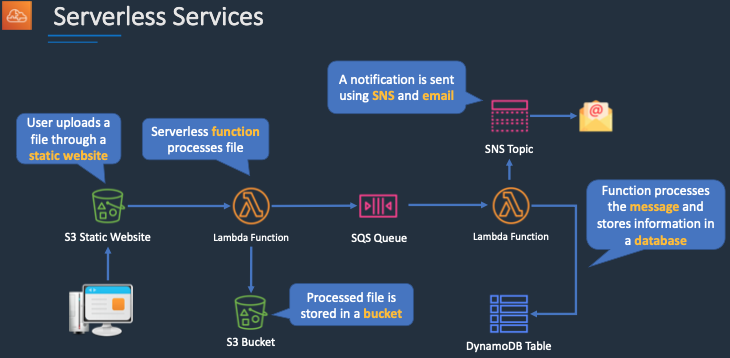 Serverless Services
A notification is sent
using SNS and email
SNS Topic
User uploads a
file through a
static website
Serverless function
processes file
Function processes
the message and
stores information in
a database
S3 Static Website
Lambda Function
SQS Queue
Lambda Function
Processed file is
stored in a bucket
S3 Bucket
DynamoDB Table